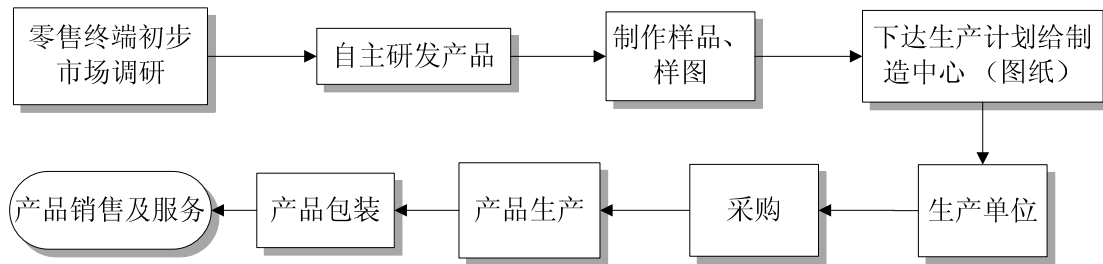 零售终端初步
市场调研
自主研发产品
制作样品、
样图
下达生产计划给制
造中心 （图纸）
生产单位
采购
产品生产
产品包装
产品销售及服务